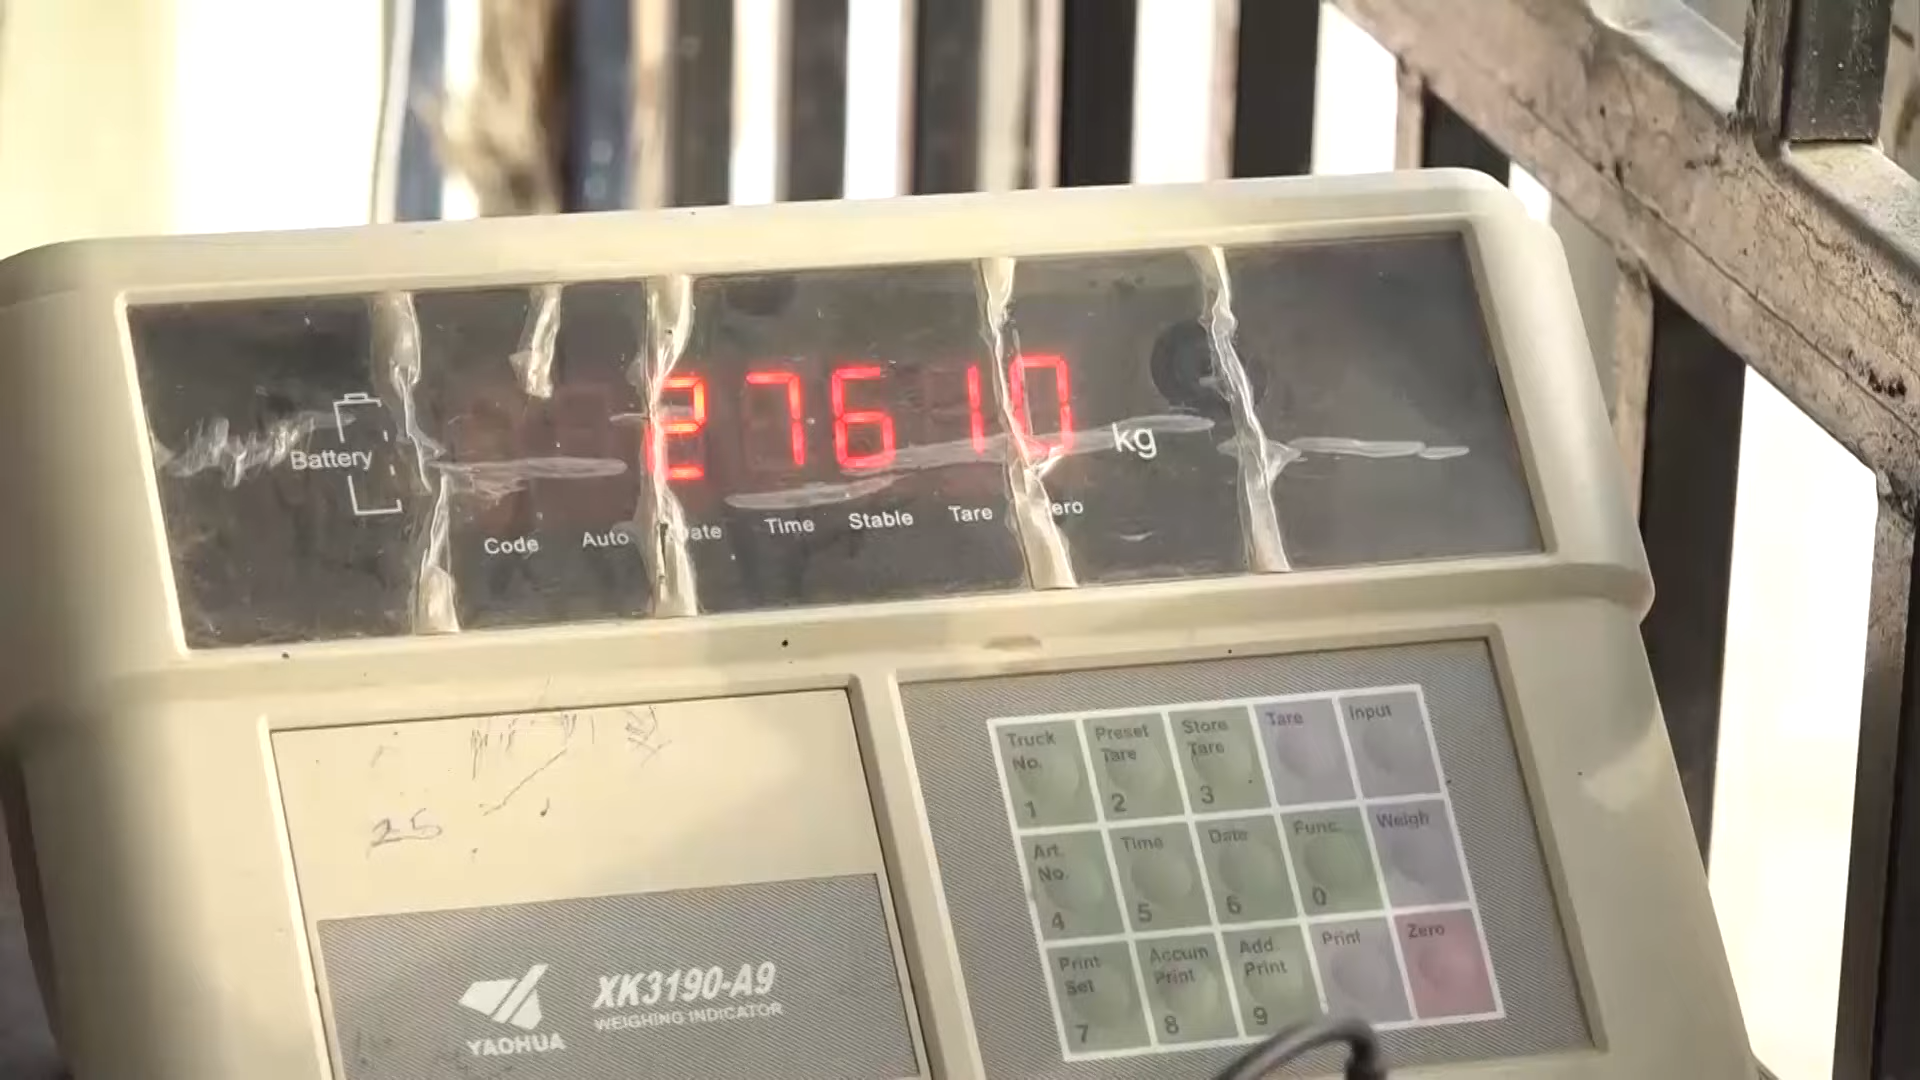 27610
Battery
kg
Code Auto Date Time Stable Tare Zero
25
XK3190-A9
WEIGHING INDICATOR
YAOHUA
Truck No. 1
Preset Tare 2
Store Tare 3
Tare
Input
Art. No. 4
Time 5
Date 6
Func. 0
Weigh
Print Set 7
Accum Print 8
Add. Print 9
Print
Zero